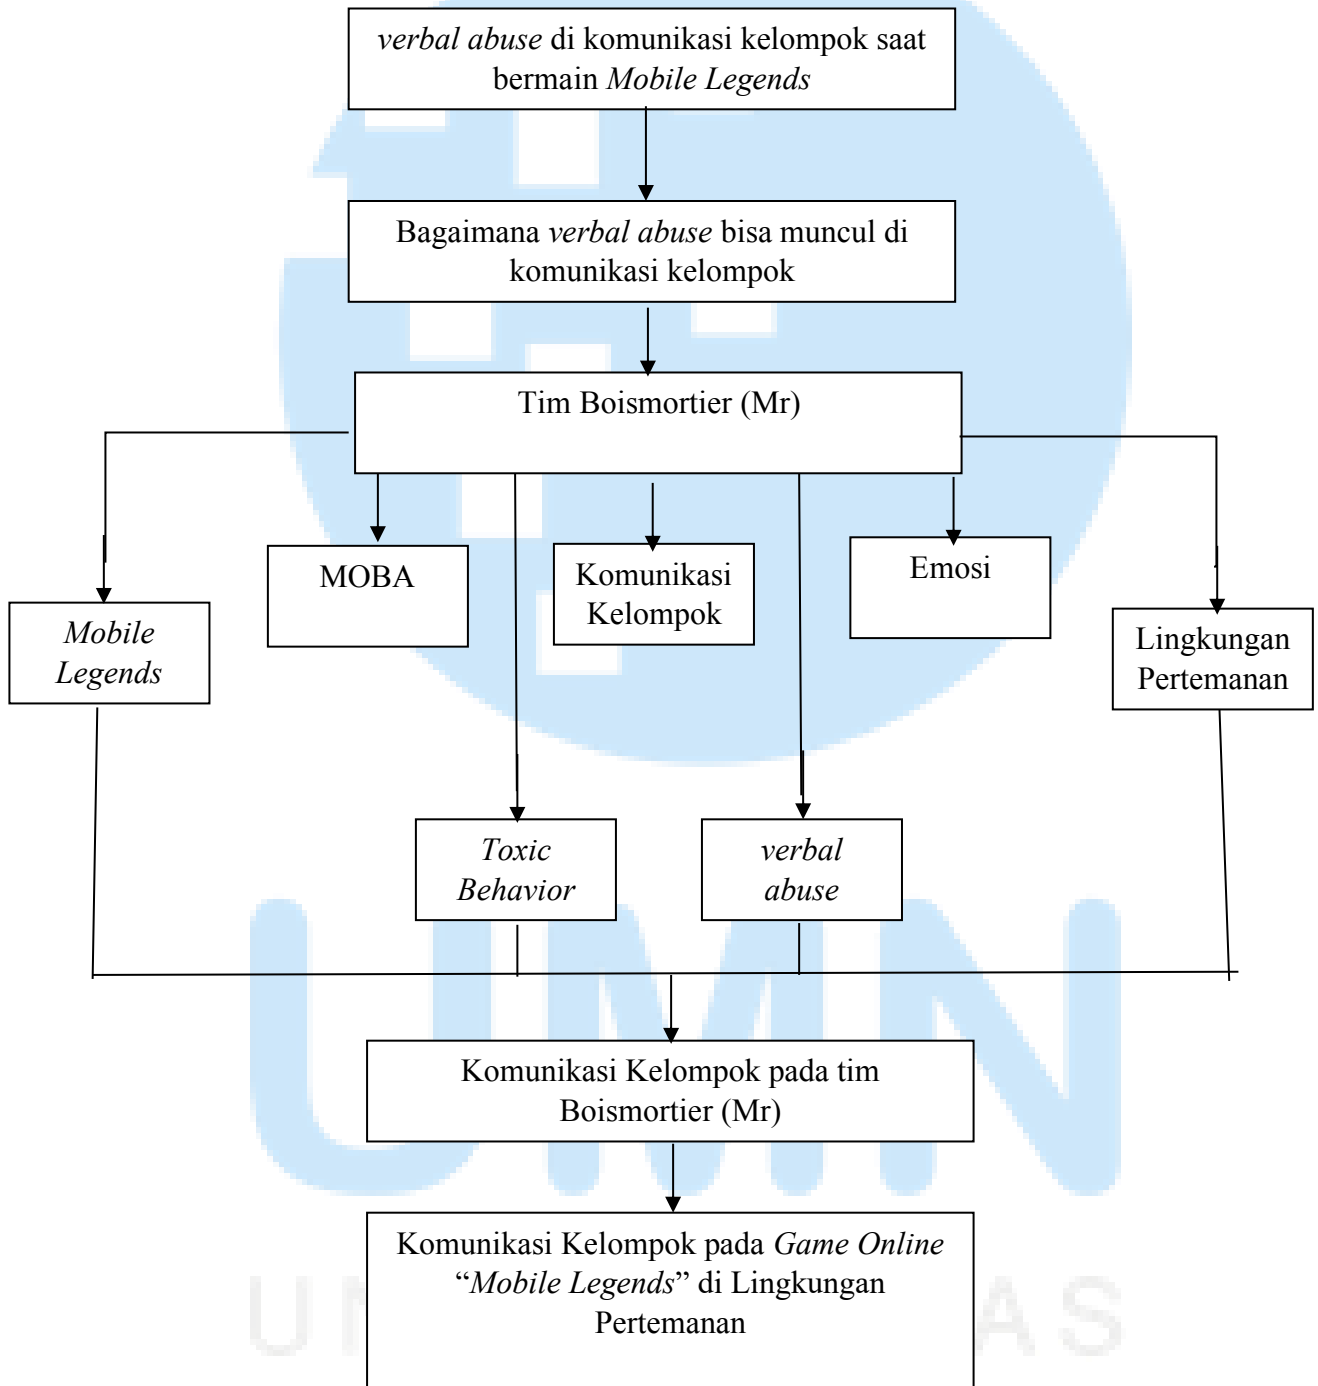 verbal abuse di komunikasi kelompok saat
bermain Mobile Legends
Bagaimana verbal abuse bisa muncul di
komunikasi kelompok
Tim Boismortier (Mr)
MOBA
Komunikasi
Kelompok
Emosi
Mobile
Legends
Lingkungan
Pertemanan
Toxic
Behavior
verbal
abuse
UMN
Komunikasi Kelompok pada tim
Boismortier (Mr)
Komunikasi Kelompok pada Game Online
“Mobile Legends” di Lingkungan
Pertemanan